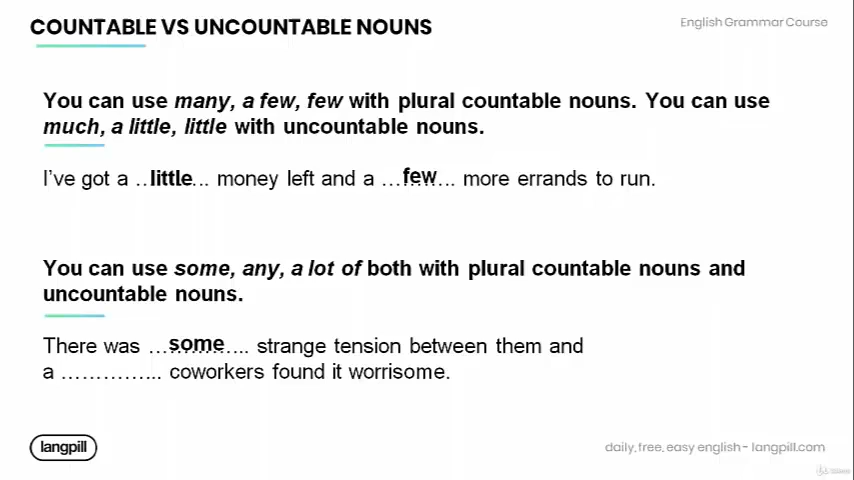 COUNTABLE VS UNCOUNTABLE NOUNS
English Grammar Course
You can use many, a few, few with plural countable nouns. You can use
much, a little, little with uncountable nouns.
I've got a ..little... money left and a ...few... more errands to run.
You can use some, any, a lot of both with plural countable nouns and
uncountable nouns.
There was ...some.... strange tension between them and
a ………….. coworkers found it worrisome.
langpill
daily, free, easy english - langpill.com
Udemy